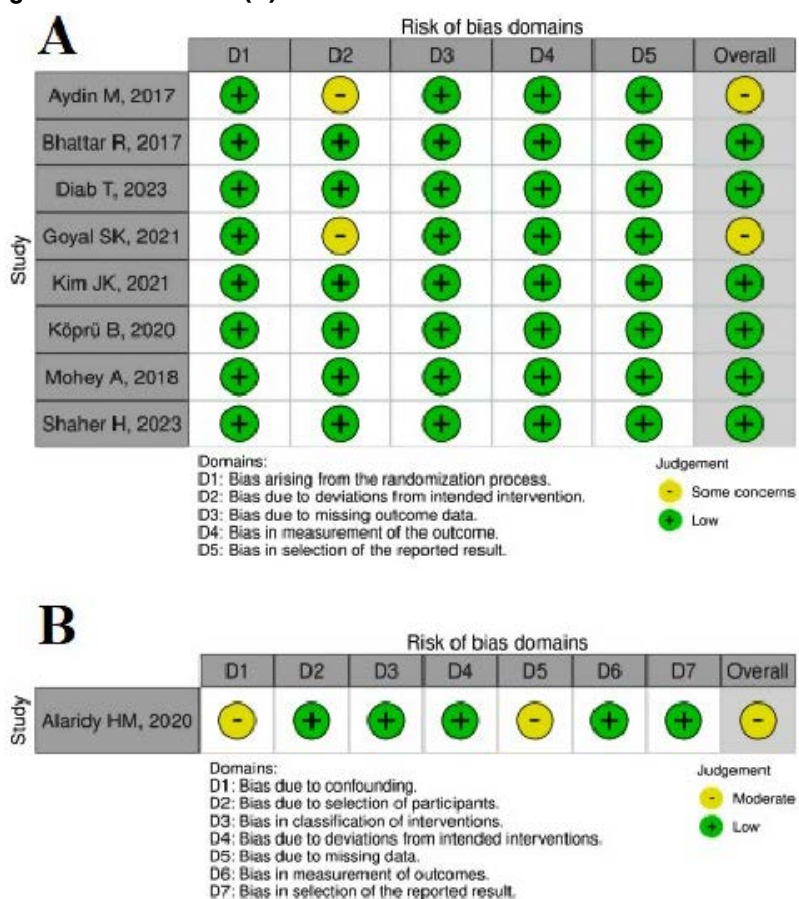 A
Risk of bias domains
D1 D2 D3 D4 D5 Overall
Study
Aydin M, 2017 + - + + + -
Bhattar R, 2017 + + + + + +
Diab T, 2023 + + + + + +
Goyal SK, 2021 + - + + + -
Kim JK, 2021 + + + + + +
Köprü B, 2020 + + + + + +
Mohey A, 2018 + + + + + +
Shaher H, 2023 + + + + + +
Domains:
D1: Bias arising from the randomization process.
D2: Bias due to deviations from intended intervention.
D3: Bias due to missing outcome data.
D4: Bias in measurement of the outcome.
D5: Bias in selection of the reported result.
Judgement
- Some concerns
+ Low
B
Risk of bias domains
D1 D2 D3 D4 D5 D6 D7 Overall
Study
Alaridy HM, 2020 - + + + - + + -
Domains:
D1: Bias due to confounding.
D2: Bias due to selection of participants.
D3: Bias in classification of interventions.
D4: Bias due to deviations from intended interventions.
D5: Bias due to missing data.
D6: Bias in measurement of outcomes.
D7: Bias in selection of the reported result.
Judgement
- Moderate
+ Low